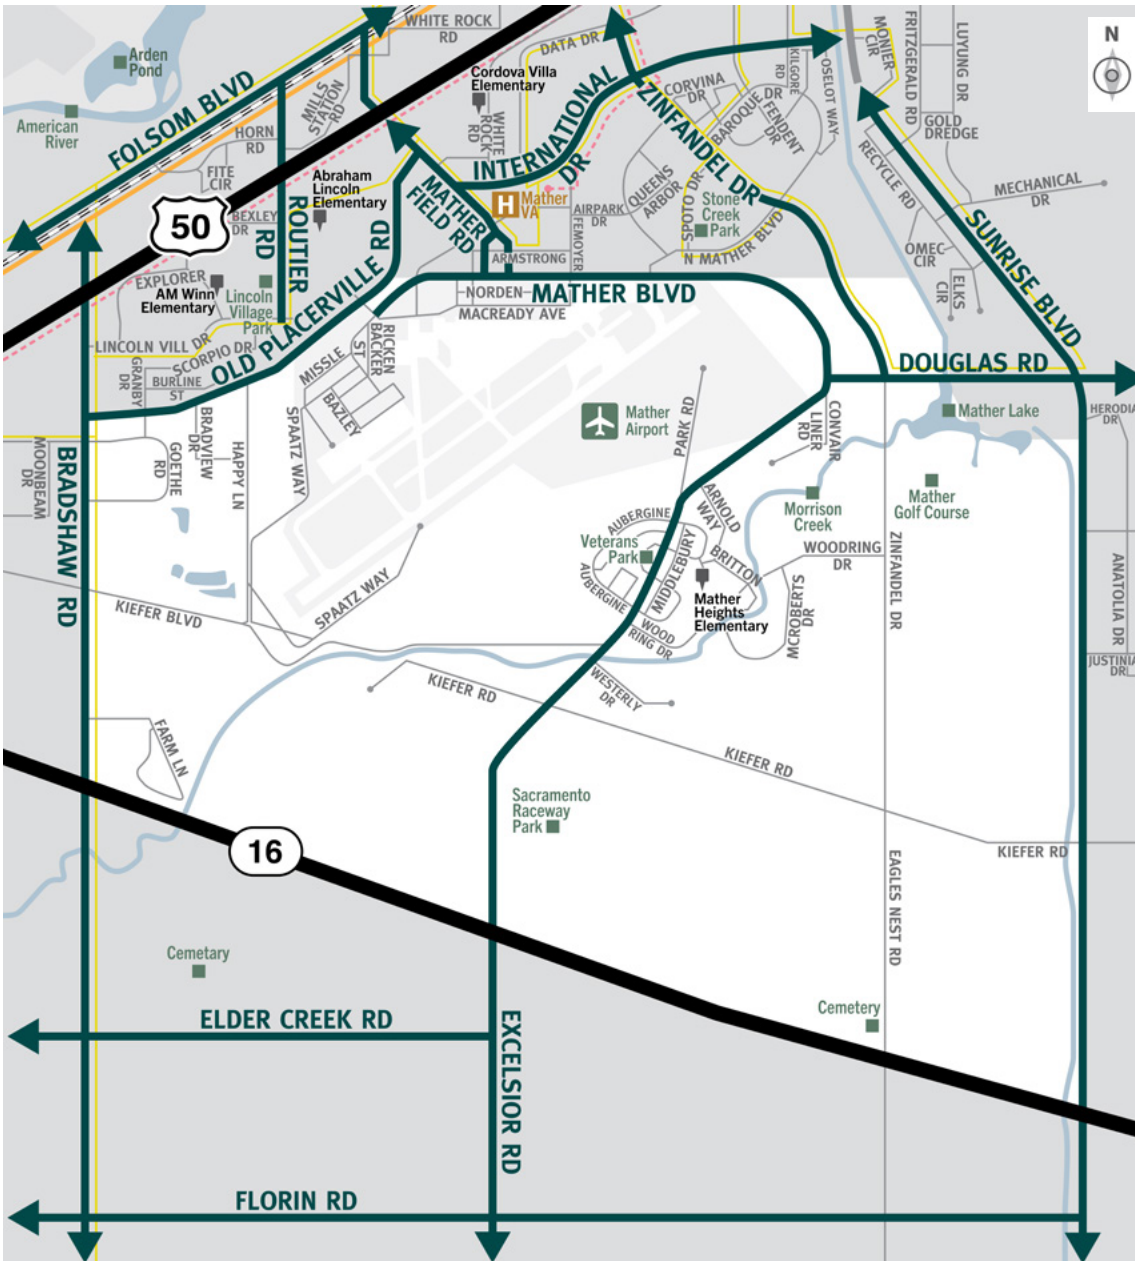 WHITE ROCK
RD
N
Arden
Pond
DATA DR
MONIER
CIR
FRITZGERALD RD
LUYUNG DR
Cordova Villa
Elementary
CORVINA
DR
KILGORE
RD
OSELOT WAY
American
River
FOLSOM BLVD
MILLS
STATION
RD
WHITE
ROCK
RD
INTERNATIONAL
DR
ZINFANDEL DR
BAROQUE
FENDENT
DR
GOLD
DREDGE
HORN
RD
FITE
CIR
RECYCLE RD
MECHANICAL
DR
Abraham
Lincoln
Elementary
MATHER
FIELD RD
H
Mather
VA
QUEENS
ARBOR
SPOTO DR
Stone
Creek
Park
50
BEXLEY
DR
ROUTIER
RD
AIRPARK
DR
FEMOYER
N MATHER BLVD
SUNRISE BLVD
OMEC
CIR
ARMSTRONG
EXPLORER
AM Winn
Elementary
Lincoln
Village
Park
OLD PLACERVILLE
RD
NORDEN
MATHER BLVD
MACREADY AVE
ELKS
CIR
LINCOLN VILL DR
SCORPIO DR
RICKEN
BACKER
MISSLE
ST
DOUGLAS RD
GRANBY
DR
BURLINE
ST
BAZLEY
Mather
Airport
PARK RD
CONVAIR
LINER
RD
Mather Lake
HERODIA
DR
MOONBEAM
DR
BRADSHAW RD
GOETHE
RD
BRADVIEW
DR
HAPPY LN
SPAATZ WAY
Morrison
Creek
Mather
Golf Course
AUBERGINE
ARNOLD
WAY
Veterans
Park
MIDDLEBURY
BRITTON
WOODRING
DR
ZINFANDEL DR
ANATOLIA DR
AUBERGINE
Mather
Heights
Elementary
MCROBERTS
DR
SPAATZ WAY
KIEFER BLVD
WOOD
RING DR
JUSTINIA
DR
WESTERLY
DR
KIEFER RD
FARM LN
KIEFER RD
Sacramento
Raceway
Park
16
KIEFER RD
EAGLES NEST RD
Cemetary
Cemetery
ELDER CREEK RD
EXCELSIOR RD
FLORIN RD